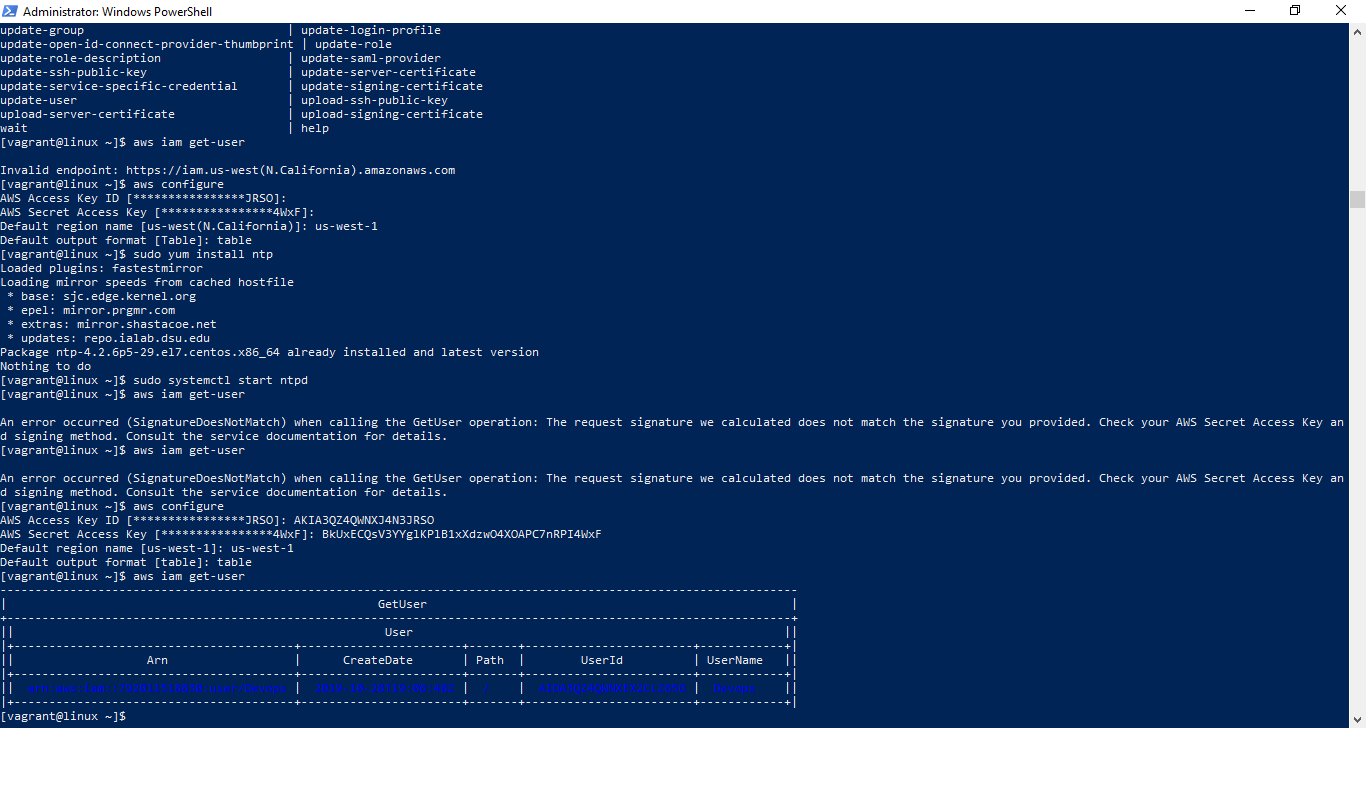 Administrator: Windows PowerShell
update-group | update-login-profile
update-open-id-connect-provider-thumbprint | update-role
update-role-description | update-saml-provider
update-ssh-public-key | update-server-certificate
update-service-specific-credential | update-signing-certificate
update-user | upload-ssh-public-key
upload-server-certificate | upload-signing-certificate
wait | help
[vagrant@linux ~]$ aws iam get-user
Invalid endpoint: https://iam.us-west(N.California).amazonaws.com
[vagrant@linux ~]$ aws configure
AWS Access Key ID [****************JRSO]:
AWS Secret Access Key [****************4WxF]:
Default region name [us-west(N.California)]: us-west-1
Default output format [Table]: table
[vagrant@linux ~]$ sudo yum install ntp
Loaded plugins: fastestmirror
Loading mirror speeds from cached hostfile
* base: sjc.edge.kernel.org
* epel: mirror.prgmr.com
* extras: mirror.shastacoe.net
* updates: repo.ialab.dsu.edu
Package ntp-4.2.6p5-29.el7.centos.x86_64 already installed and latest version
Nothing to do
[vagrant@linux ~]$ sudo systemctl start ntpd
[vagrant@linux ~]$ aws iam get-user
An error occurred (SignatureDoesNotMatch) when calling the GetUser operation: The request signature we calculated does not match the signature you provided. Check your AWS Secret Access Key an
d signing method. Consult the service documentation for details.
[vagrant@linux ~]$ aws iam get-user
An error occurred (SignatureDoesNotMatch) when calling the GetUser operation: The request signature we calculated does not match the signature you provided. Check your AWS Secret Access Key an
d signing method. Consult the service documentation for details.
[vagrant@linux ~]$ aws configure
AWS Access Key ID [****************JRSO]: AKIA3QZ4QWNXJ4N3JRSO
AWS Secret Access Key [****************4WxF]: 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
Default region name [us-west-1]: us-west-1
Default output format [table]: table
[vagrant@linux ~]$ aws iam get-user
| GetUser |
|| User ||
|| Arn | CreateDate | Path | UserId | UserName ||
[vagrant@linux ~]$